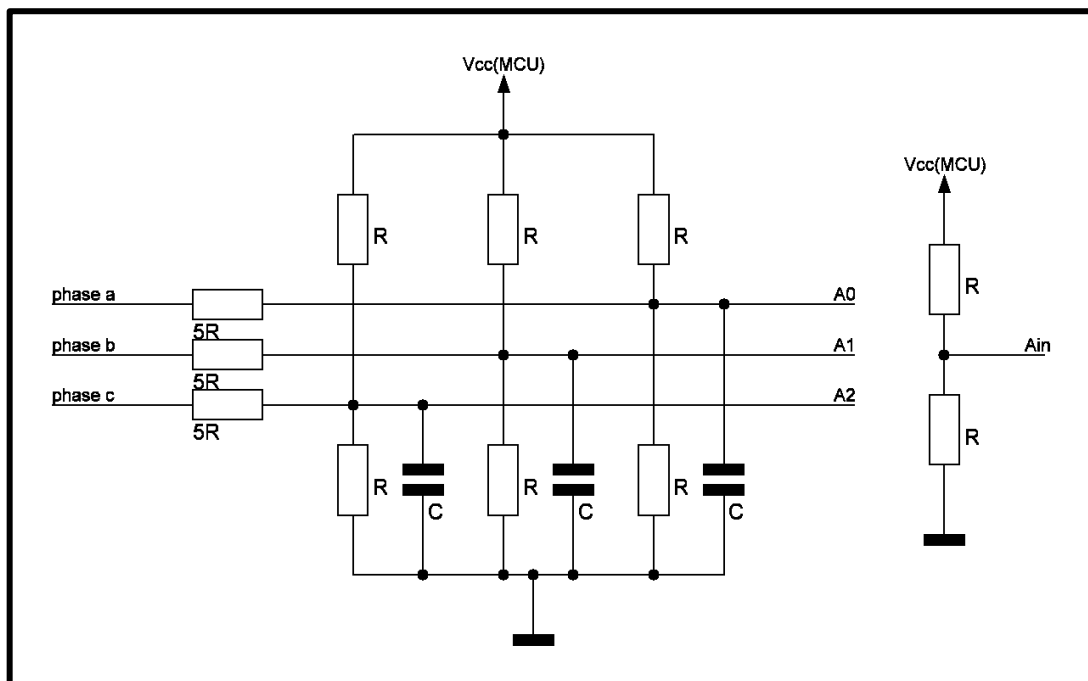 Vcc(MCU)
Vcc(MCU)
R
R
R
R
phase a
A0
5R
phase b
A1
Ain
5R
phase c
A2
5R
R
R
R
R
C
C
C